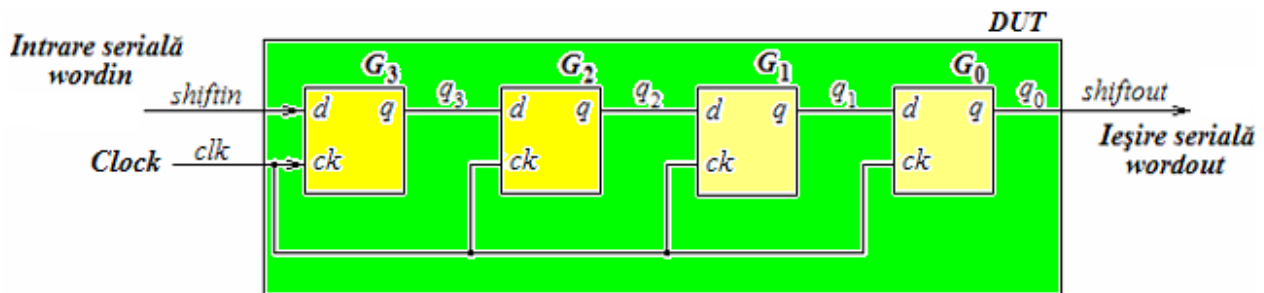 DUT
Intrare serială
wordin
G3 G2 G1 G0
shiftin d q q3 d q q2 d q q1 d q q0 shiftout
Clock clk ck ck ck ck
Ieşire serială
wordout